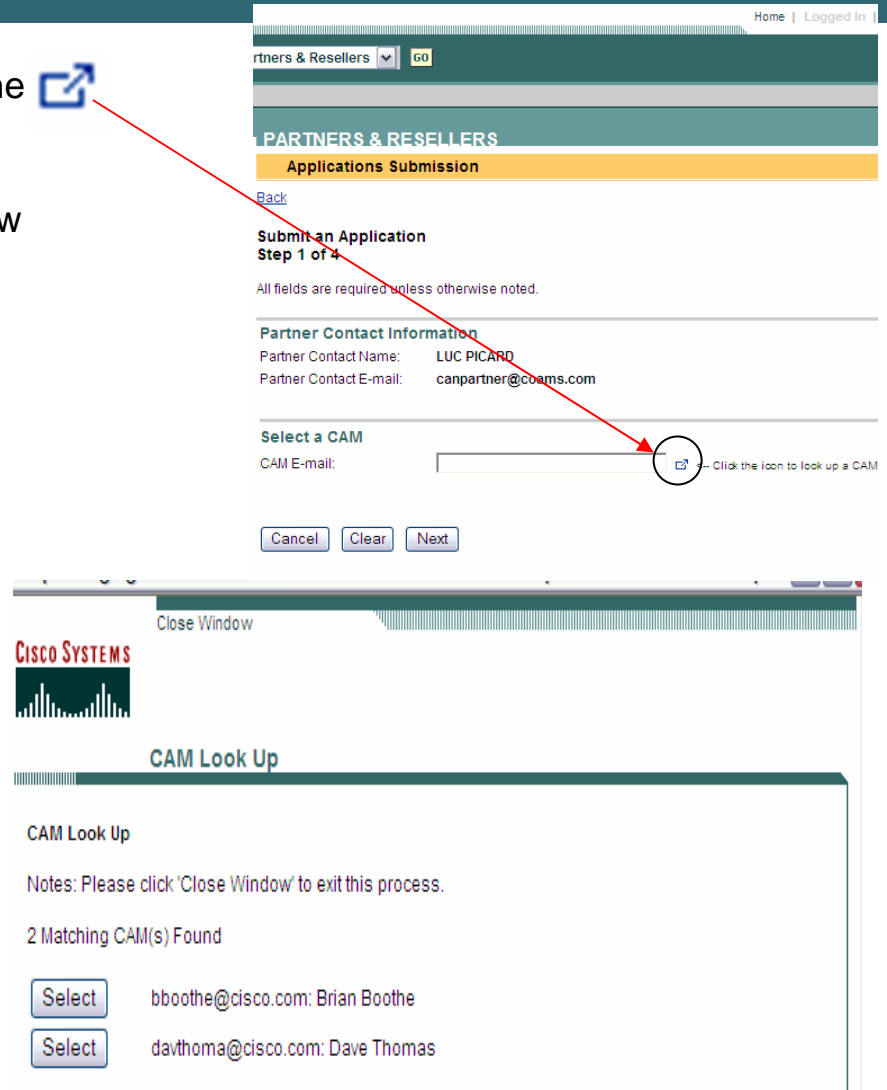 Home | Logged In |
rtners & Resellers GO
ne
PARTNERS & RESELLERS
Applications Submission
Back
w
Submit an Application
Step 1 of 4
All fields are required unless otherwise noted.
Partner Contact Information
Partner Contact Name: LUC PICARD
Partner Contact E-mail: canpartner@coams.com
Select a CAM
CAM E-mail: <-- Click the icon to look up a CAM
Cancel Clear Next
Close Window
CISCO SYSTEMS
CAM Look Up
CAM Look Up
Notes: Please click 'Close Window' to exit this process.
2 Matching CAM(s) Found
Select bboothe@cisco.com: Brian Boothe
Select davthoma@cisco.com: Dave Thomas